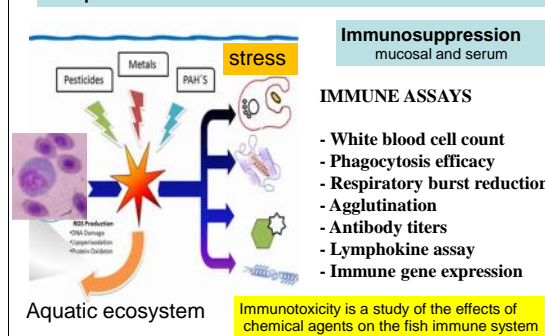 stress
Immunosuppression
mucosal and serum
Pesticides
Metals
PAH´S
IMMUNE ASSAYS
- White blood cell count
- Phagocytosis efficacy
- Respiratory burst reduction
- Agglutination
- Antibody titers
- Lymphokine assay
- Immune gene expression
ROS Production
•DNA Damage
•Lipoperoxidation
•Protein Oxidation
Aquatic ecosystem
Immunotoxicity is a study of the effects of
chemical agents on the fish immune system